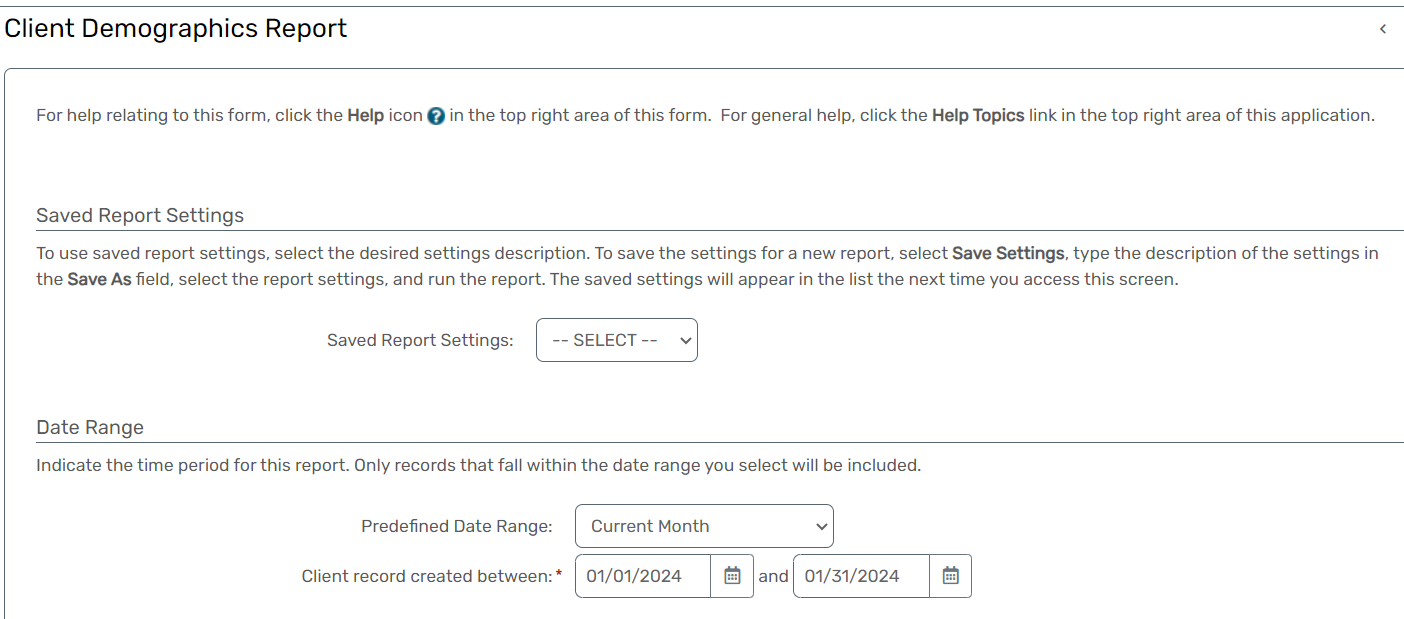 Client Demographics Report
For help relating to this form, click the Help icon ? in the top right area of this form.  For general help, click the Help Topics link in the top right area of this application.
Saved Report Settings
To use saved report settings, select the desired settings description. To save the settings for a new report, select Save Settings, type the description of the settings in
the Save As field, select the report settings, and run the report. The saved settings will appear in the list the next time you access this screen.
Saved Report Settings: -- SELECT --
Date Range
Indicate the time period for this report. Only records that fall within the date range you select will be included.
Predefined Date Range: Current Month
Client record created between:* 01/01/2024 and 01/31/2024